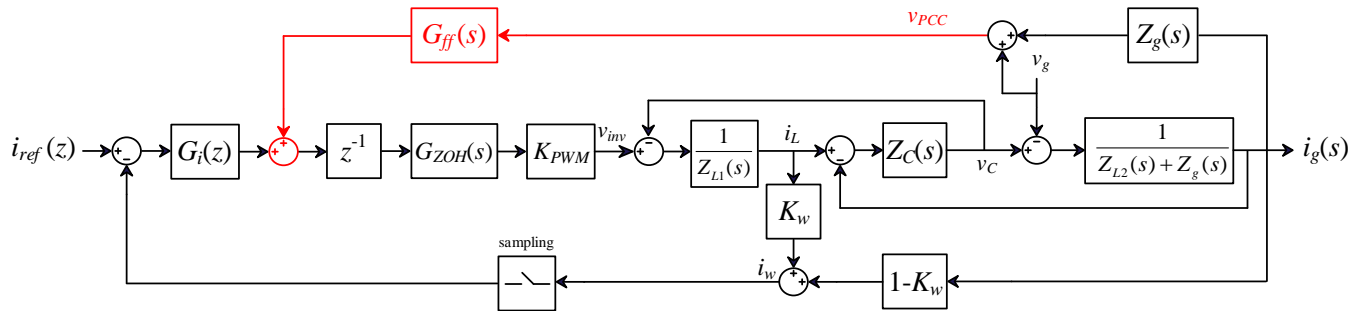 v_PCC
G_ff(s)
Z_g(s)
v_g
i_ref(z)
G_i(z)
z^-1
G_ZOH(s)
K_PWM
v_inv
1
Z_L1(s)
i_L
Z_C(s)
v_C
1
Z_L2(s)+Z_g(s)
i_g(s)
K_w
sampling
i_w
1-K_w